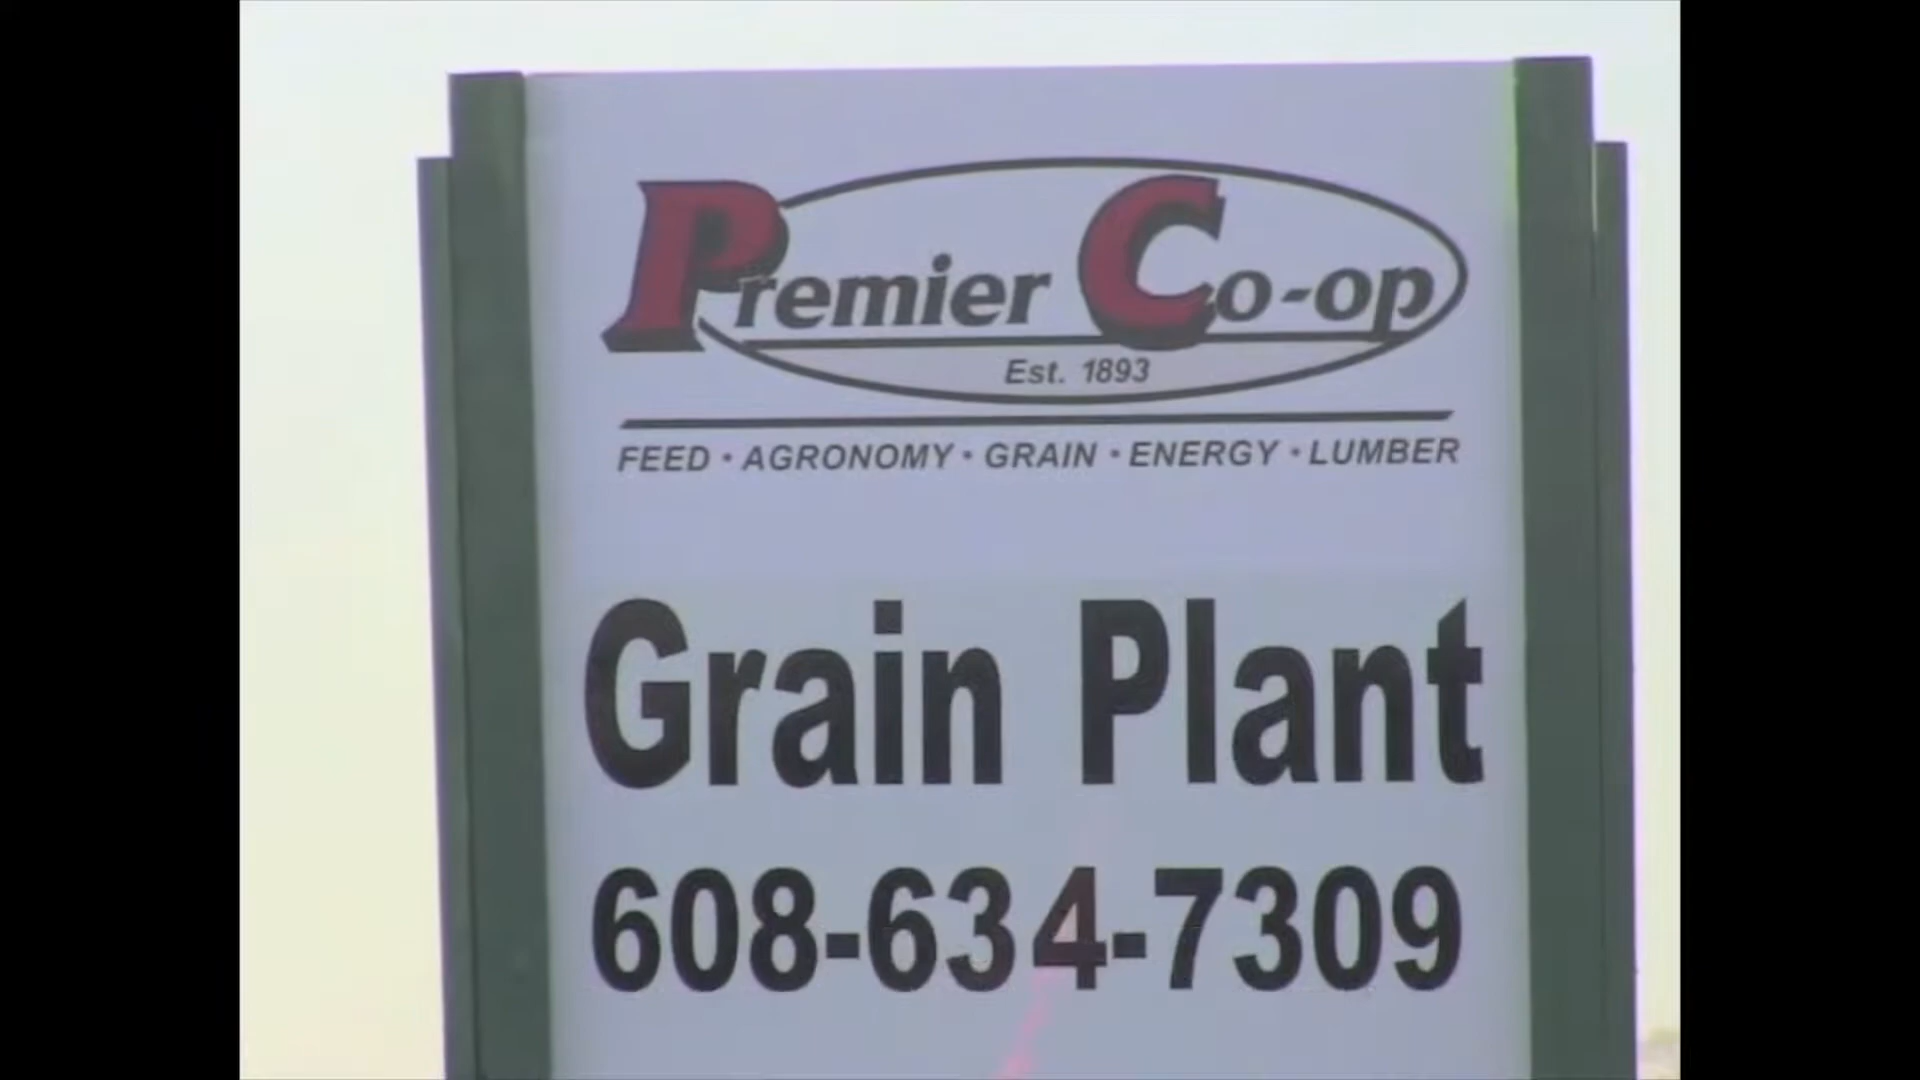 Premier Co-op
Est. 1893
FEED • AGRONOMY • GRAIN • ENERGY • LUMBER
Grain Plant
608-634-7309